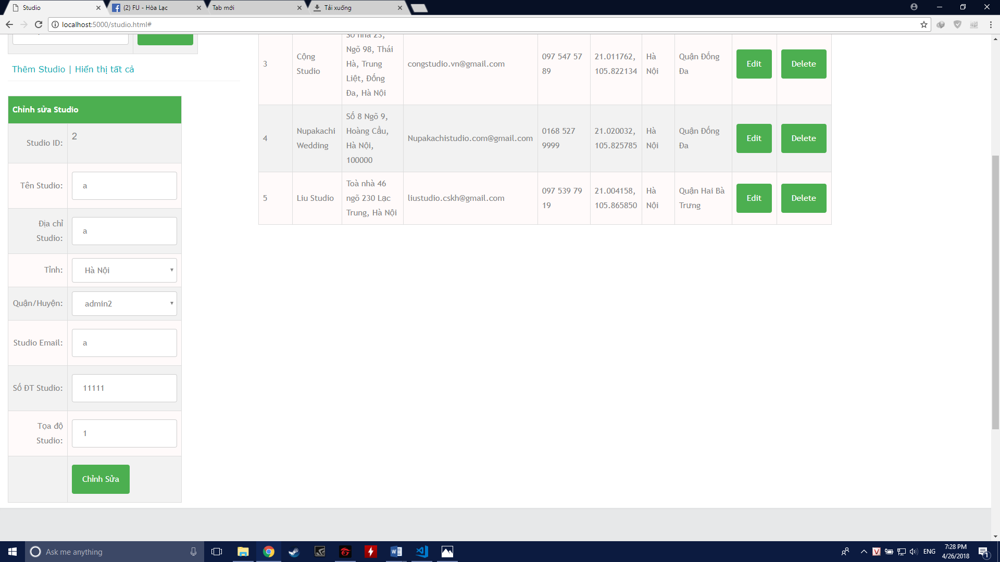 Studio
(2) FU - Hòa Lạc
Tab mới
Tải xuống
localhost:5000/studio.html#
Thêm Studio | Hiển thị tất cả
Chỉnh sửa Studio
Studio ID: 2
Tên Studio: a
Địa chỉ
Studio:
a
Tỉnh: Hà Nội
Quận/Huyện: admin2
Studio Email: a
Số ĐT Studio: 11111
Tọa độ
Studio:
1
Chỉnh Sửa
3
Cộng
Studio
Số nhà 23,
Ngõ 98, Thái
Hà, Trung
Liệt, Đống
Đa, Hà Nội
congstudio.vn@gmail.com
097 547 57
89
21.011762,
105.822134
Hà
Nội
Quận Đống
Đa
Edit
Delete
4
Nupakachi
Wedding
Số 8 Ngõ 9,
Hoàng Cầu,
Hà Nội,
100000
Nupakachistudio.com@gmail.com
0168 527
9999
21.020032,
105.825785
Hà
Nội
Quận Đống
Đa
Edit
Delete
5
Liu Studio
Toà nhà 46
ngõ 230 Lạc
Trung, Hà Nội
liustudio.cskh@gmail.com
097 539 79
19
21.004158,
105.865850
Hà
Nội
Quận Hai Bà
Trưng
Edit
Delete
Ask me anything
ENG
7:28 PM
4/26/2018
1